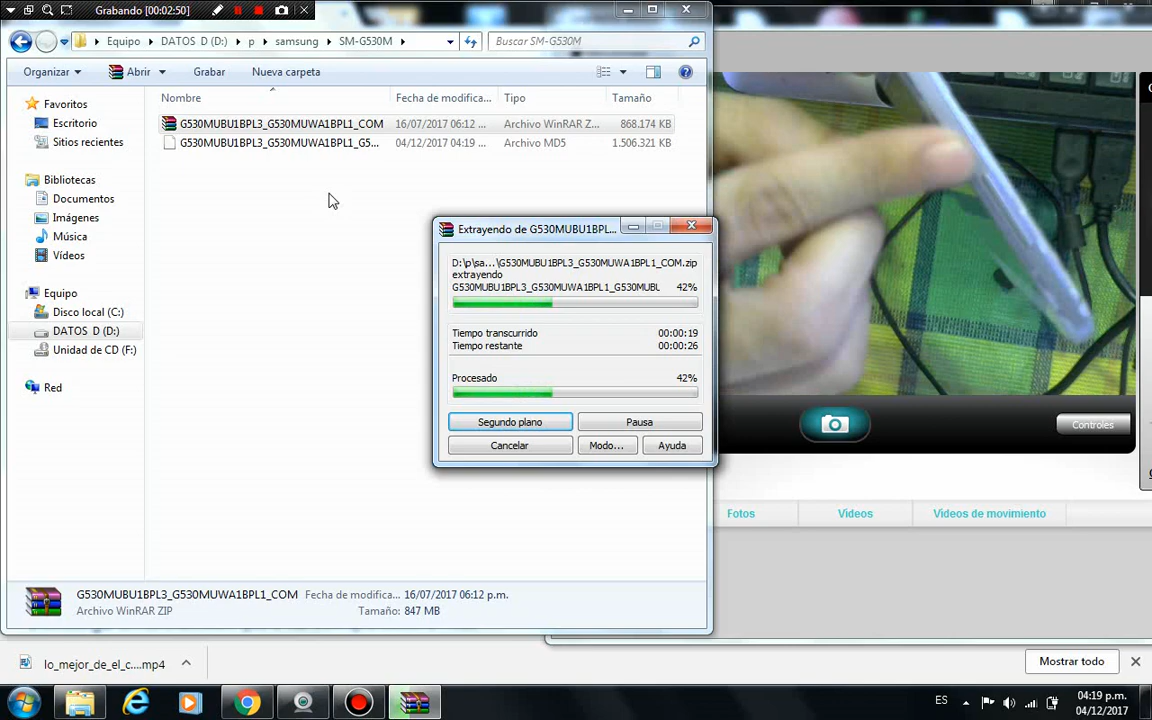 Grabando [00:02:50]
Equipo
DATOS D (D:)
p
samsung
SM-G530M
Buscar SM-G530M
Organizar
Abrir
Grabar
Nueva carpeta
Favoritos
Escritorio
Sitios recientes
Bibliotecas
Documentos
Imágenes
Música
Vídeos
Equipo
Disco local (C:)
DATOS D (D:)
Unidad de CD (F:)
Red
Nombre Fecha de modifica... Tipo Tamaño
G530MUBU1BPL3_G530MUWA1BPL1_COM 16/07/2017 06:12 ... Archivo WinRAR Z... 868.174 KB
G530MUBU1BPL3_G530MUWA1BPL1_G5... 04/12/2017 04:19 ... Archivo MD5 1.506.321 KB
Extrayendo de G530MUBU1BPL...
D:\p\sa...\G530MUBU1BPL3_G530MUWA1BPL1_COM.zip
extrayendo
G530MUBU1BPL3_G530MUWA1BPL1_G530MUBL 42%
Tiempo transcurrido 00:00:19
Tiempo restante 00:00:26
Procesado 42%
Segundo plano
Pausa
Cancelar
Modo...
Ayuda
Controles
Fotos
Videos
Videos de movimiento
G530MUBU1BPL3_G530MUWA1BPL1_COM Fecha de modifica... 16/07/2017 06:12 p.m.
Archivo WinRAR ZIP Tamaño: 847 MB
lo_mejor_de_el_c....mp4
Mostrar todo
ES
04:19 p.m.
04/12/2017